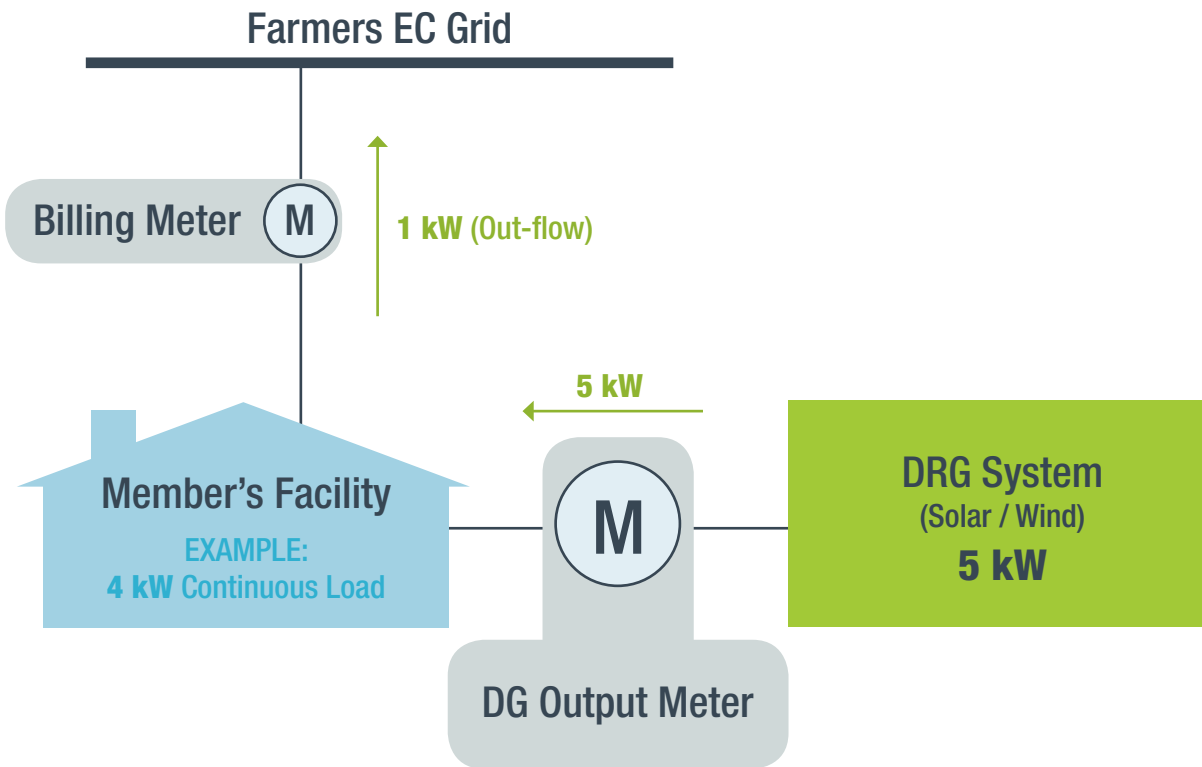 Farmers EC Grid
Billing Meter
M
1 kW (Out-flow)
5 kW
Member’s Facility
EXAMPLE:
4 kW Continuous Load
M
DRG System
(Solar / Wind)
5 kW
DG Output Meter